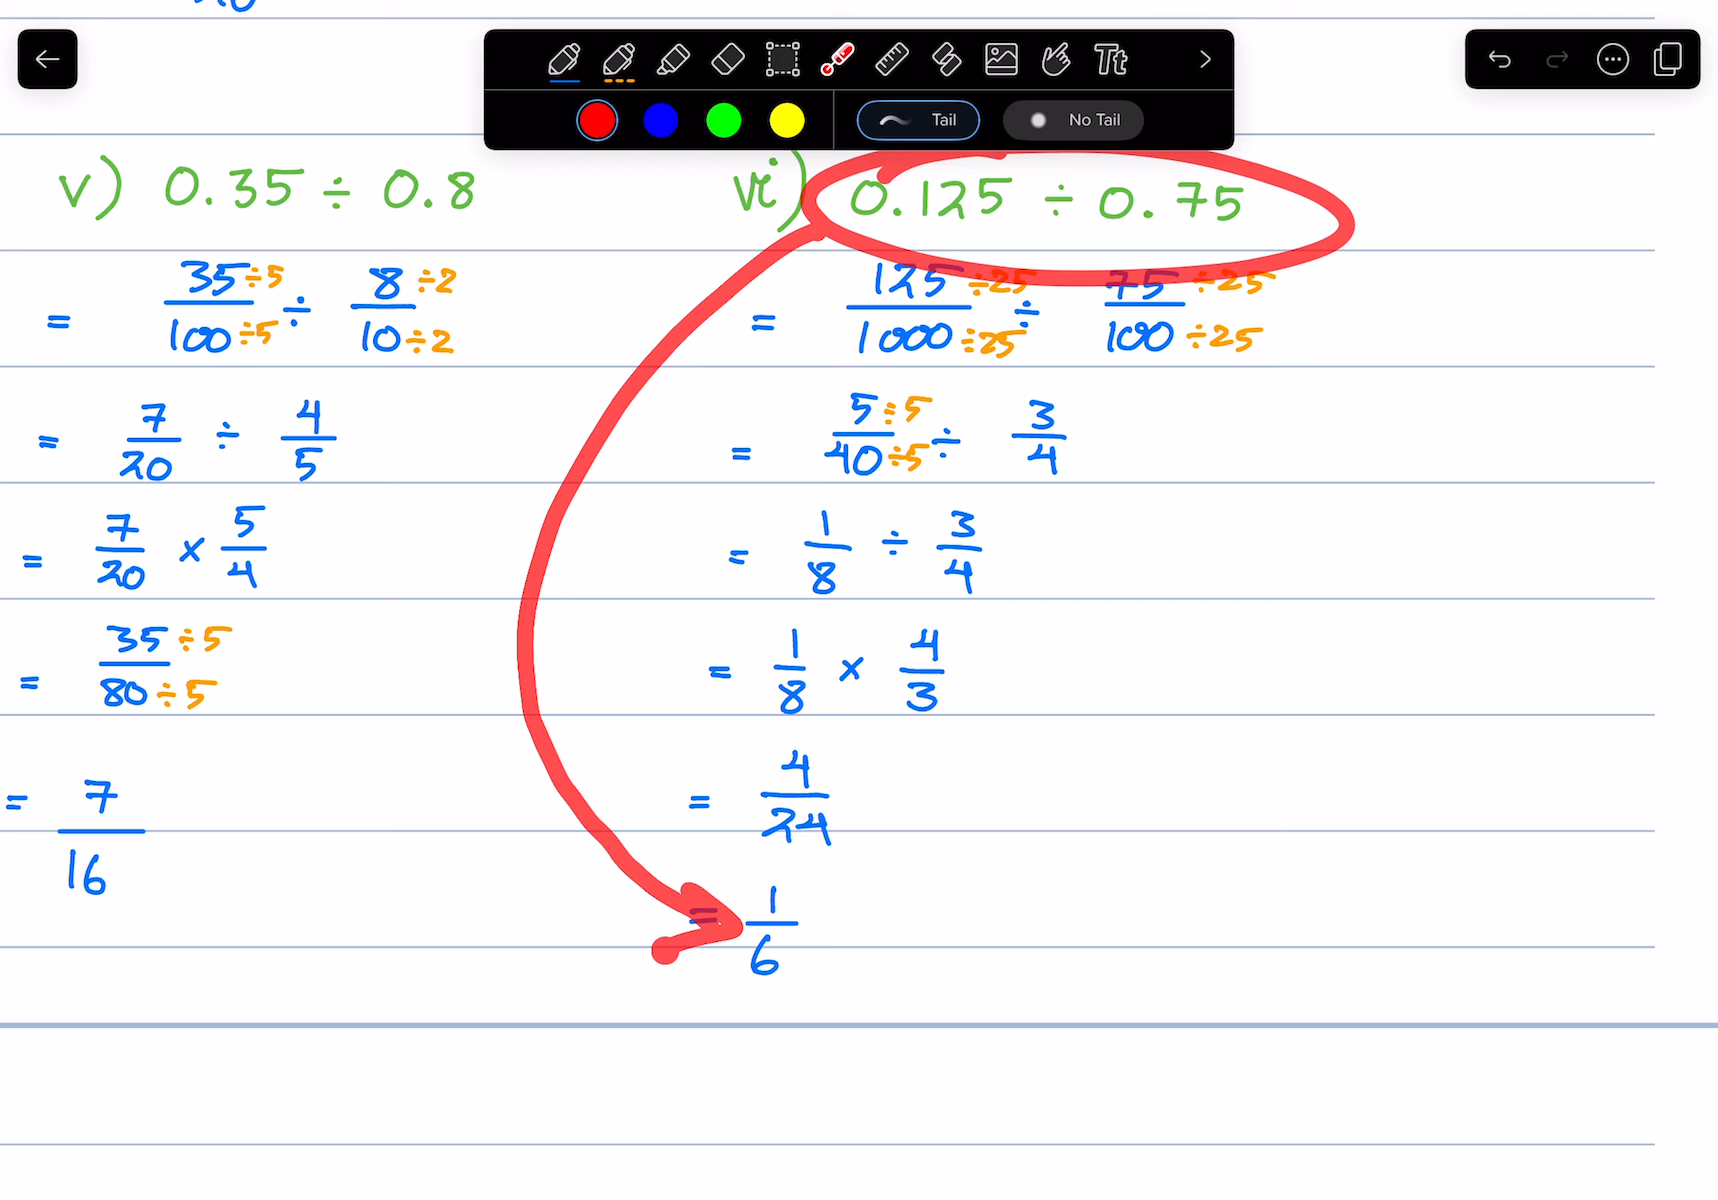 Tt
Tail No Tail
v) 0.35 ÷ 0.8
= 35÷5/100÷5 ÷ 8÷2/10÷2
= 7/20 ÷ 4/5
= 7/20 × 5/4
= 35÷5/80÷5
= 7/16
vi) 0.125 ÷ 0.75
= 125÷25/1000÷25 ÷ 75÷25/100÷25
= 5÷5/40÷5 ÷ 3/4
= 1/8 ÷ 3/4
= 1/8 × 4/3
= 4/24
= 1/6